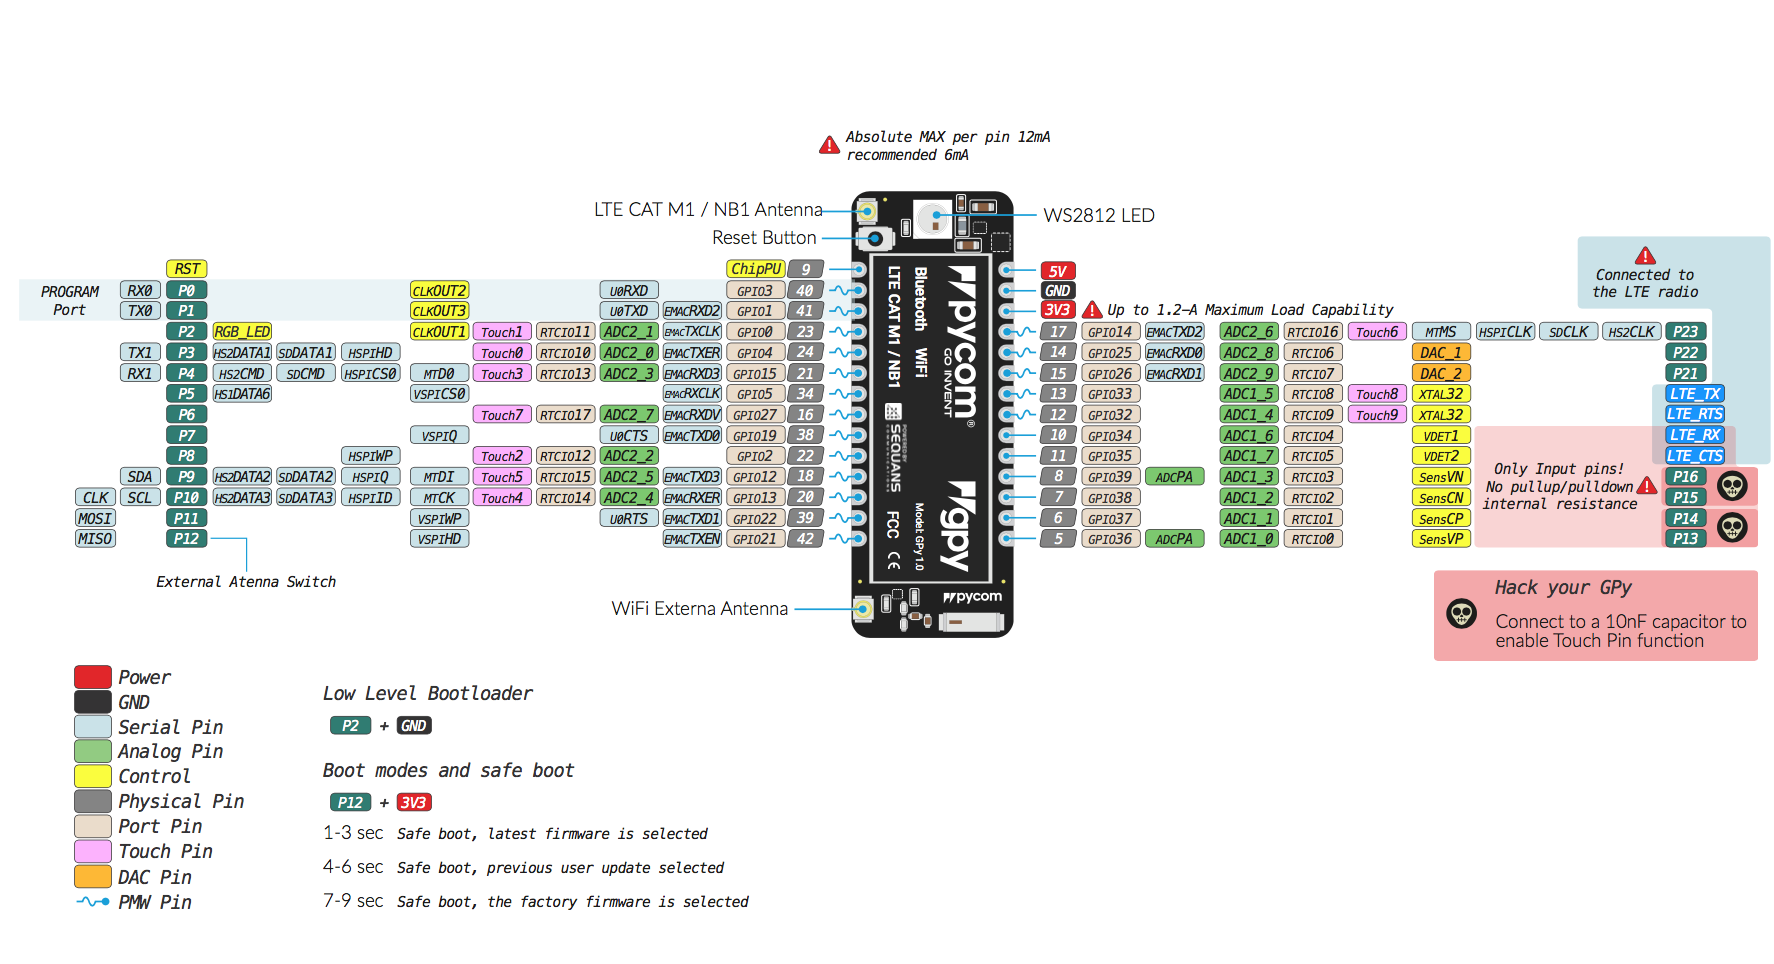 Absolute MAX per pin 12mA
recommended 6mA
LTE CAT M1 / NB1 Antenna
WS2812 LED
Reset Button
Connected to
the LTE radio
RST ChipPU 9 5V
PROGRAM
Port
RX0 P0 CLKOUT2 U0RXD GPIO3 40 GND
TX0 P1 CLKOUT3 U0TXD EMACRXD2 GPIO1 41 3V3 Up to 1.2-A Maximum Load Capability
P2 RGB_LED CLKOUT1 Touch1 RTCIO11 ADC2_1 EMACTXCLK GPIO0 23 17 GPIO14 EMACTXD2 ADC2_6 RTCIO16 Touch6 MTMS HSPICLK SDCLK HS2CLK P23
TX1 P3 HS2DATA1 SDDATA1 HSPIHD Touch0 RTCIO10 ADC2_0 EMACTXER GPIO4 24 14 GPIO25 EMACRXD0 ADC2_8 RTCIO6 DAC_1 P22
RX1 P4 HS2CMD SDCMD HSPICS0 MTDO Touch3 RTCIO13 ADC2_3 EMACRXD3 GPIO15 21 15 GPIO26 EMACRXD1 ADC2_9 RTCIO7 DAC_2 P21
P5 HS1DATA6 VSPICS0 EMACRXCLK GPIO5 34 13 GPIO33 ADC1_5 RTCIO8 Touch8 XTAL32 LTE_TX
P6 Touch7 RTCIO17 ADC2_7 EMACRXDV GPIO27 16 12 GPIO32 ADC1_4 RTCIO9 Touch9 XTAL32 LTE_RTS
P7 VSPIQ U0CTS EMACTXD0 GPIO19 38 10 GPIO34 ADC1_6 RTCIO4 VDET1 LTE_RX
P8 HSPIWP Touch2 RTCIO12 ADC2_2 GPIO2 22 11 GPIO35 ADC1_7 RTCIO5 VDET2 LTE_CTS
SDA P9 HS2DATA2 SDDATA2 HSPIQ MTDI Touch5 RTCIO15 ADC2_5 EMACTXD3 GPIO12 18 8 GPIO39 ADCPA ADC1_3 RTCIO3 SensVN P16
CLK SCL P10 HS2DATA3 SDDATA3 HSPIID MTCK Touch4 RTCIO14 ADC2_4 EMACRXER GPIO13 20 7 GPIO38 ADC1_2 RTCIO2 SensCN P15
MOSI P11 VSPIWP U0RTS EMACTXD1 GPIO22 39 6 GPIO37 ADC1_1 RTCIO1 SensCP P14
MISO P12 VSPIHD EMACTXEN GPIO21 42 5 GPIO36 ADCPA ADC1_0 RTCIO0 SensVP P13
Only Input pins!
No pullup/pulldown
internal resistance
pycom®
GO INVENT
Bluetooth WiFi
LTE CAT M1 / NB1
POWERED BY
SEQUANS
COMMUNICATIONS
gpy
Model: GPy 1.0
FCC CE
pycom
External Atenna Switch
WiFi Externa Antenna
Hack your GPy
Connect to a 10nF capacitor to
enable Touch Pin function
Power
GND
Serial Pin
Analog Pin
Control
Physical Pin
Port Pin
Touch Pin
DAC Pin
PMW Pin
Low Level Bootloader
P2 + GND
Boot modes and safe boot
P12 + 3V3
1-3 sec Safe boot, latest firmware is selected
4-6 sec Safe boot, previous user update selected
7-9 sec Safe boot, the factory firmware is selected